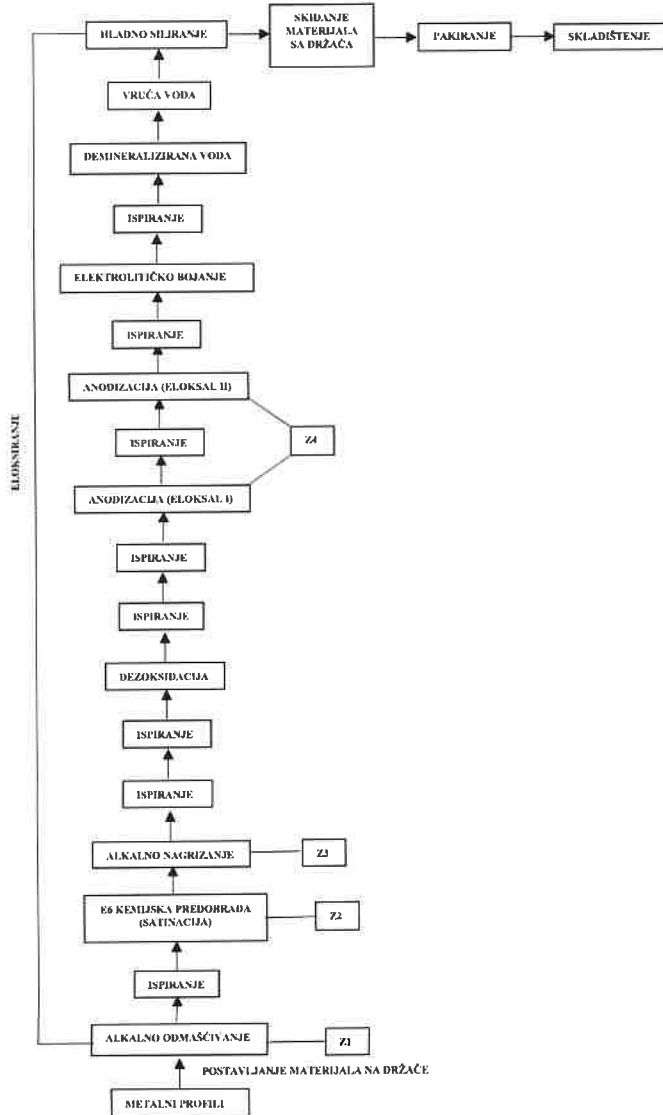 HLADNO SILIRANJE
SKIDANJE
MATERIJALA
SA DRŽAČA
PAKIRANJE
SKLADIŠTENJE
VRUĆA VODA
DEMINERALIZIRANA VODA
ISPIRANJE
ELEKTROLITIČKO BOJANJE
ISPIRANJE
ANODIZACIJA (ELOKSAL II)
ELOKSIRANJU
ISPIRANJE
Z4
ANODIZACIJA (ELOKSAL I)
ISPIRANJE
ISPIRANJE
DEZOKSIDACIJA
ISPIRANJE
ISPIRANJE
ALKALNO NAGRIZANJE
Z3
E6 KEMIJSKA PREDOBRADA
(SATINACIJA)
Z2
ISPIRANJE
ALKALNO ODMAŠĆIVANJE
Z1
POSTAVLJANJE MATERIJALA NA DRŽAČE
METALNI PROFILI